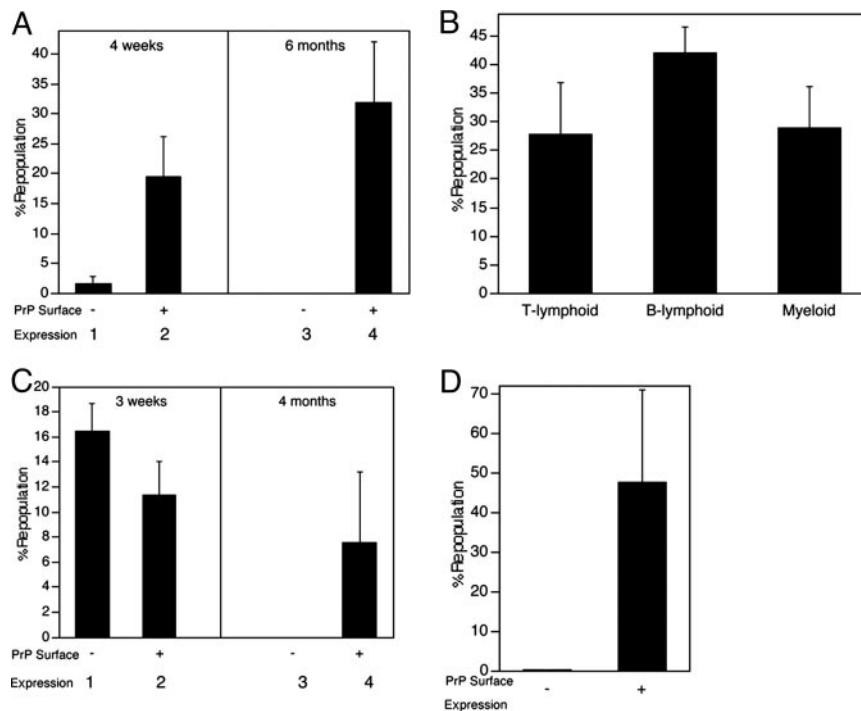 A
4 weeks
6 months
%Repopulation
40
35
30
25
20
15
10
5
0
PrP Surface - + - +
Expression 1 2 3 4
B
%Repopulation
45
40
35
30
25
20
15
10
5
0
T-lymphoid B-lymphoid Myeloid
C
3 weeks
4 months
%Repopulation
20
18
16
14
12
10
8
6
4
2
0
PrP Surface - + - +
Expression 1 2 3 4
D
%Repopulation
70
60
50
40
30
20
10
0
PrP Surface - +
Expression